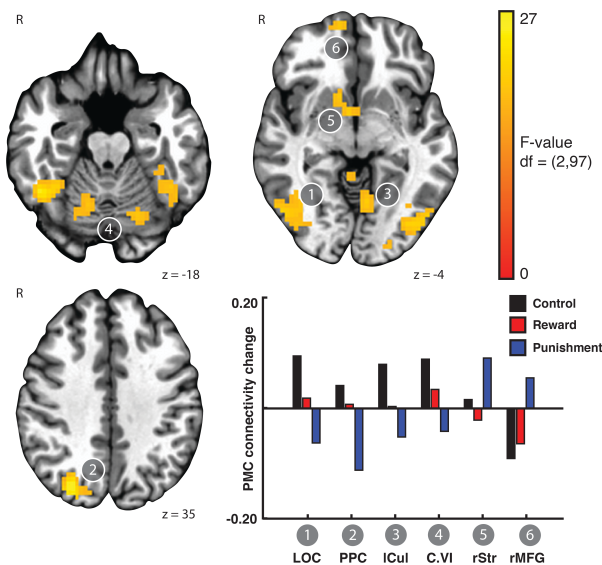 R
4
z = -18
R
6
5
1
3
z = -4
27
F-value
df = (2,97)
0
R
2
z = 35
Control
Reward
Punishment
0.20
PMC connectivity change
-0.20
1 2 3 4 5 6
LOC PPC lCul C.VI rStr rMFG